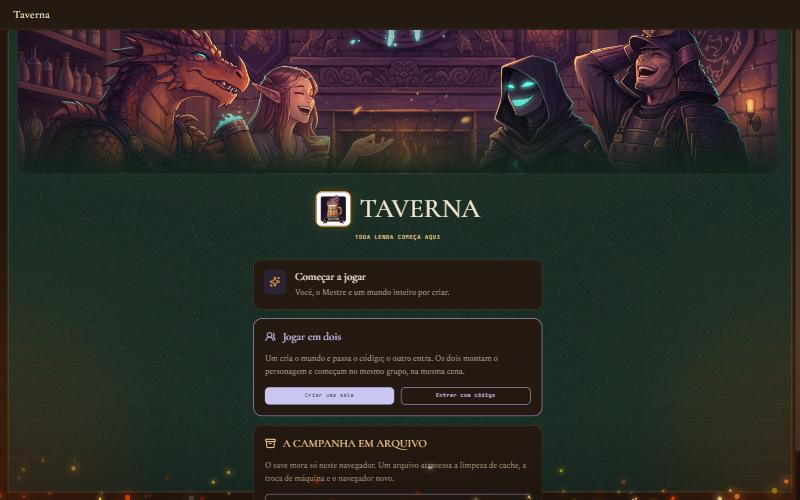 Taverna
TAVERNA
TODA LENDA COMEÇA AQUI
Começar a jogar
Você, o Mestre e um mundo inteiro por criar.
Jogar em dois
Um cria o mundo e passa o código; o outro entra. Os dois montam o
personagem e começam no mesmo grupo, na mesma cena.
Criar uma sala
Entrar com código
A CAMPANHA EM ARQUIVO
O save mora só neste navegador. Um arquivo atravessa a limpeza de cache, a
troca de máquina e o navegador novo.